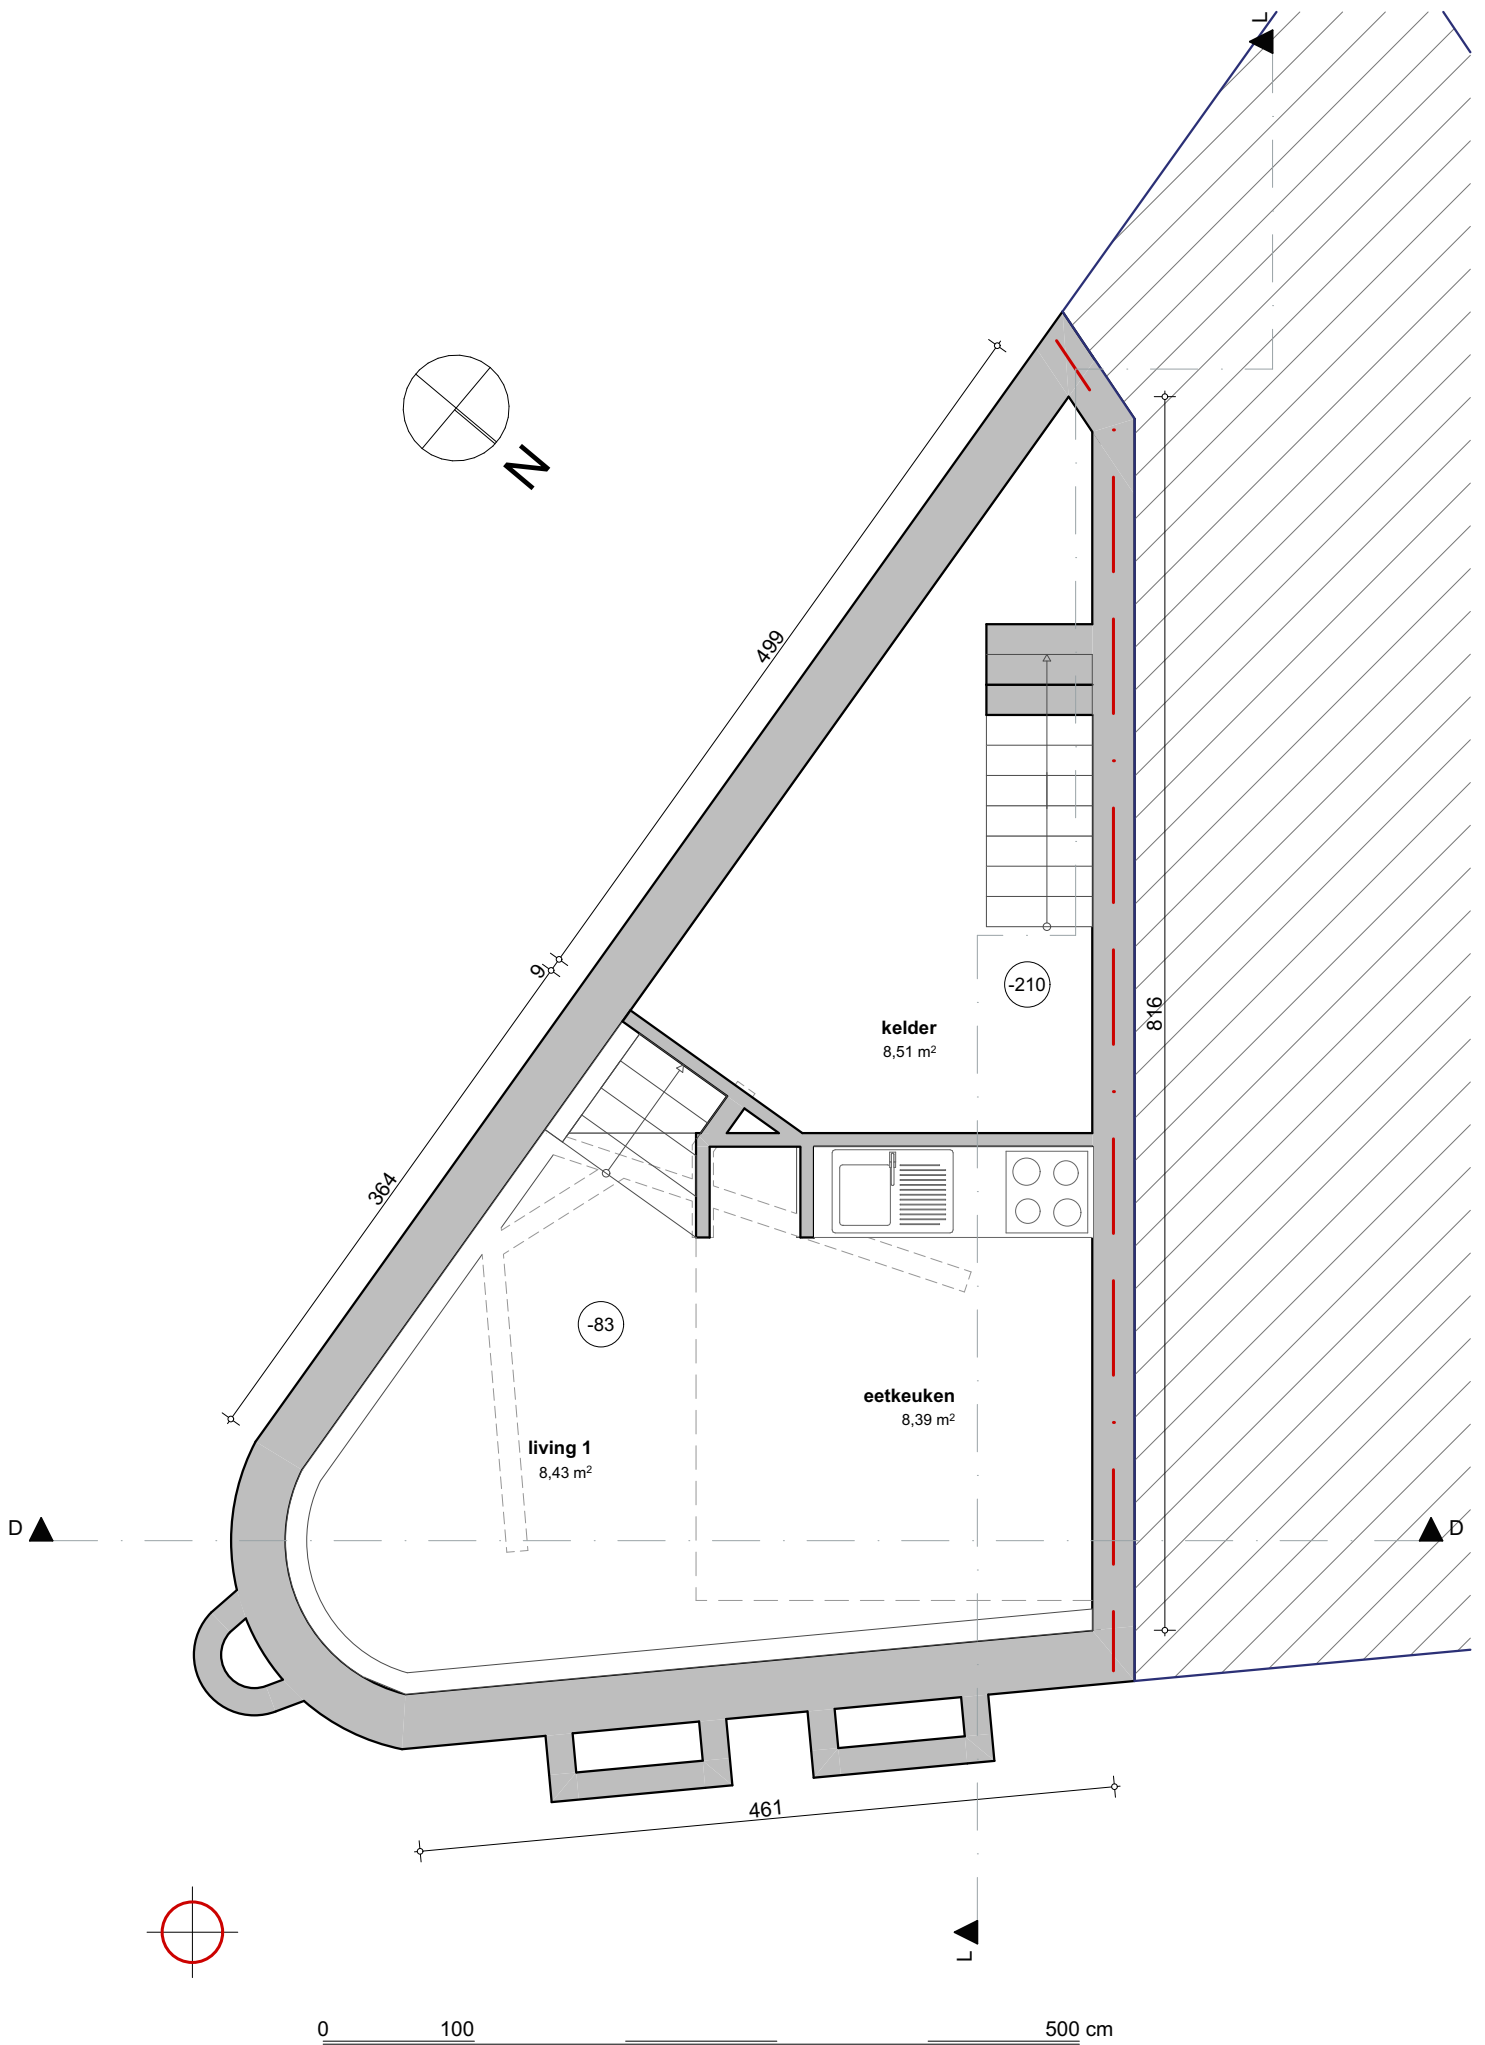 L
N
499
9
-210
kelder
8,51 m²
816
364
-83
eetkeuken
8,39 m²
living 1
8,43 m²
D
D
461
L
0 100 500 cm